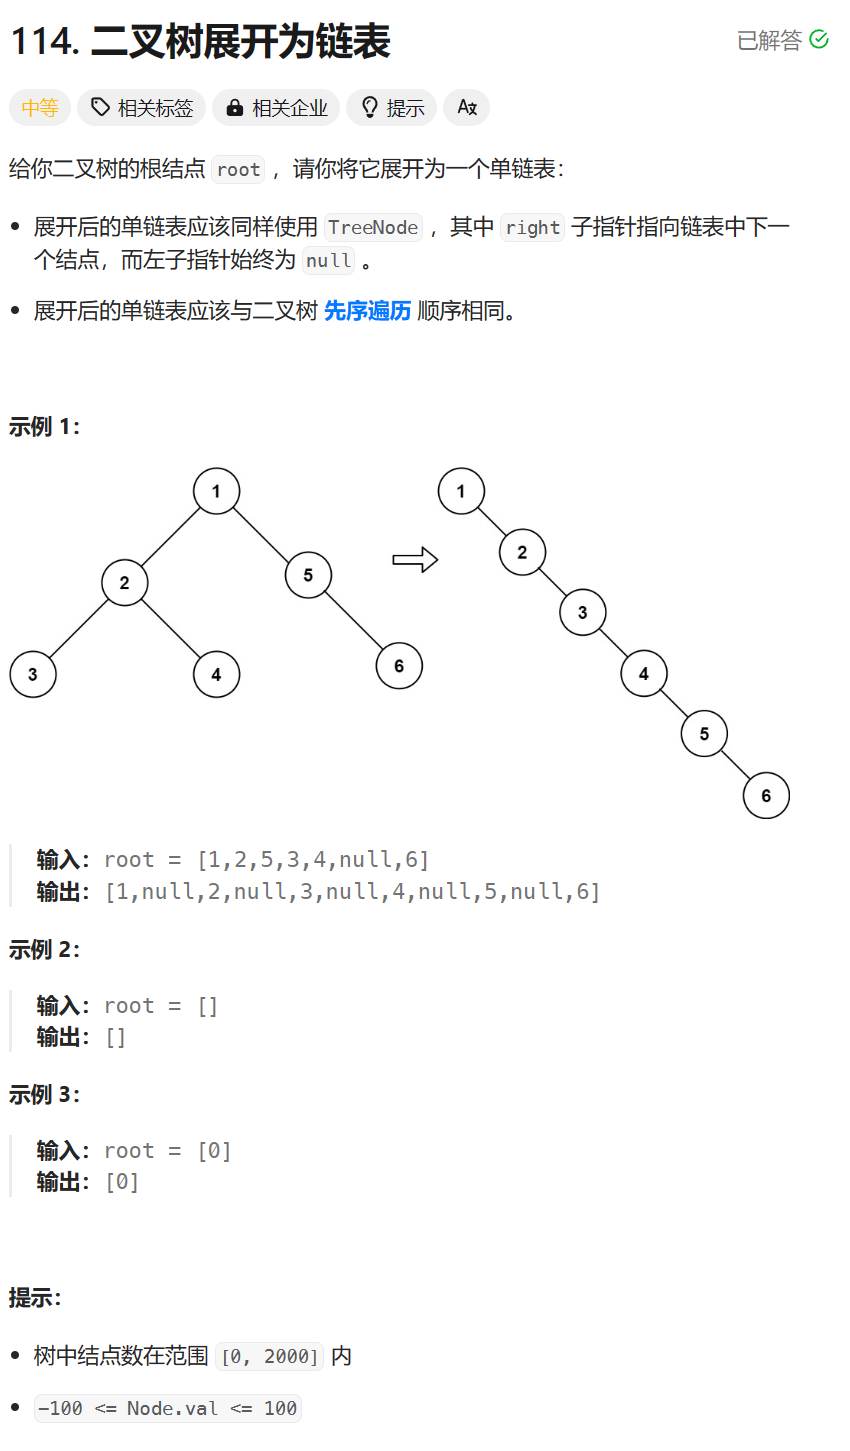 114. 二叉树展开为链表
已解答
中等 相关标签 相关企业 提示 A文
给你二叉树的根结点 root ，请你将它展开为一个单链表：
• 展开后的单链表应该同样使用 TreeNode ，其中 right 子指针指向链表中下一
个结点，而左子指针始终为 null 。
• 展开后的单链表应该与二叉树 先序遍历 顺序相同。
示例 1：
1 1
2 5 2
3 4 6 3
4
5
6
输入：root = [1,2,5,3,4,null,6]
输出：[1,null,2,null,3,null,4,null,5,null,6]
示例 2：
输入：root = []
输出：[]
示例 3：
输入：root = [0]
输出：[0]
提示：
• 树中结点数在范围 [0, 2000] 内
• -100 <= Node.val <= 100